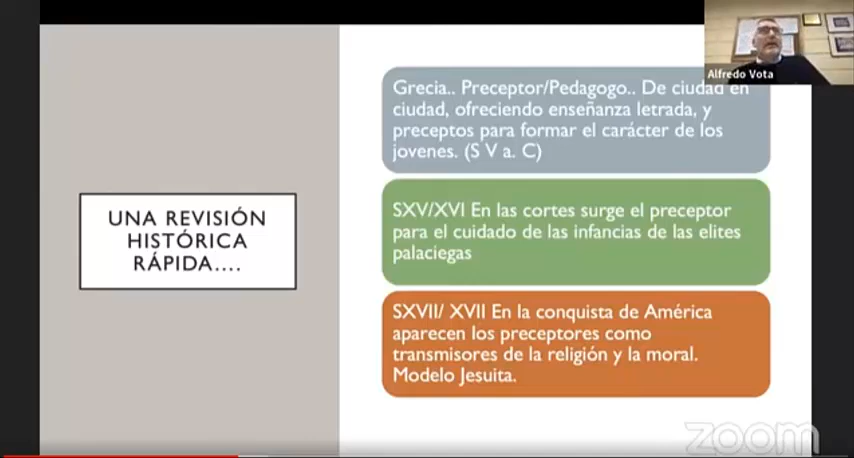 Alfredo Vota
Grecia.. Preceptor/Pedagogo.. De ciudad en
ciudad, ofreciendo enseñanza letrada, y
preceptos para formar el carácter de los
jovenes. (S V a. C)
UNA REVISIÓN
HISTÓRICA
RÁPIDA....
SXV/XVI En las cortes surge el preceptor
para el cuidado de las infancias de las elites
palaciegas
SXVII/ XVII En la conquista de América
aparecen los preceptores como
transmisores de la religión y la moral.
Modelo Jesuita.
zoom